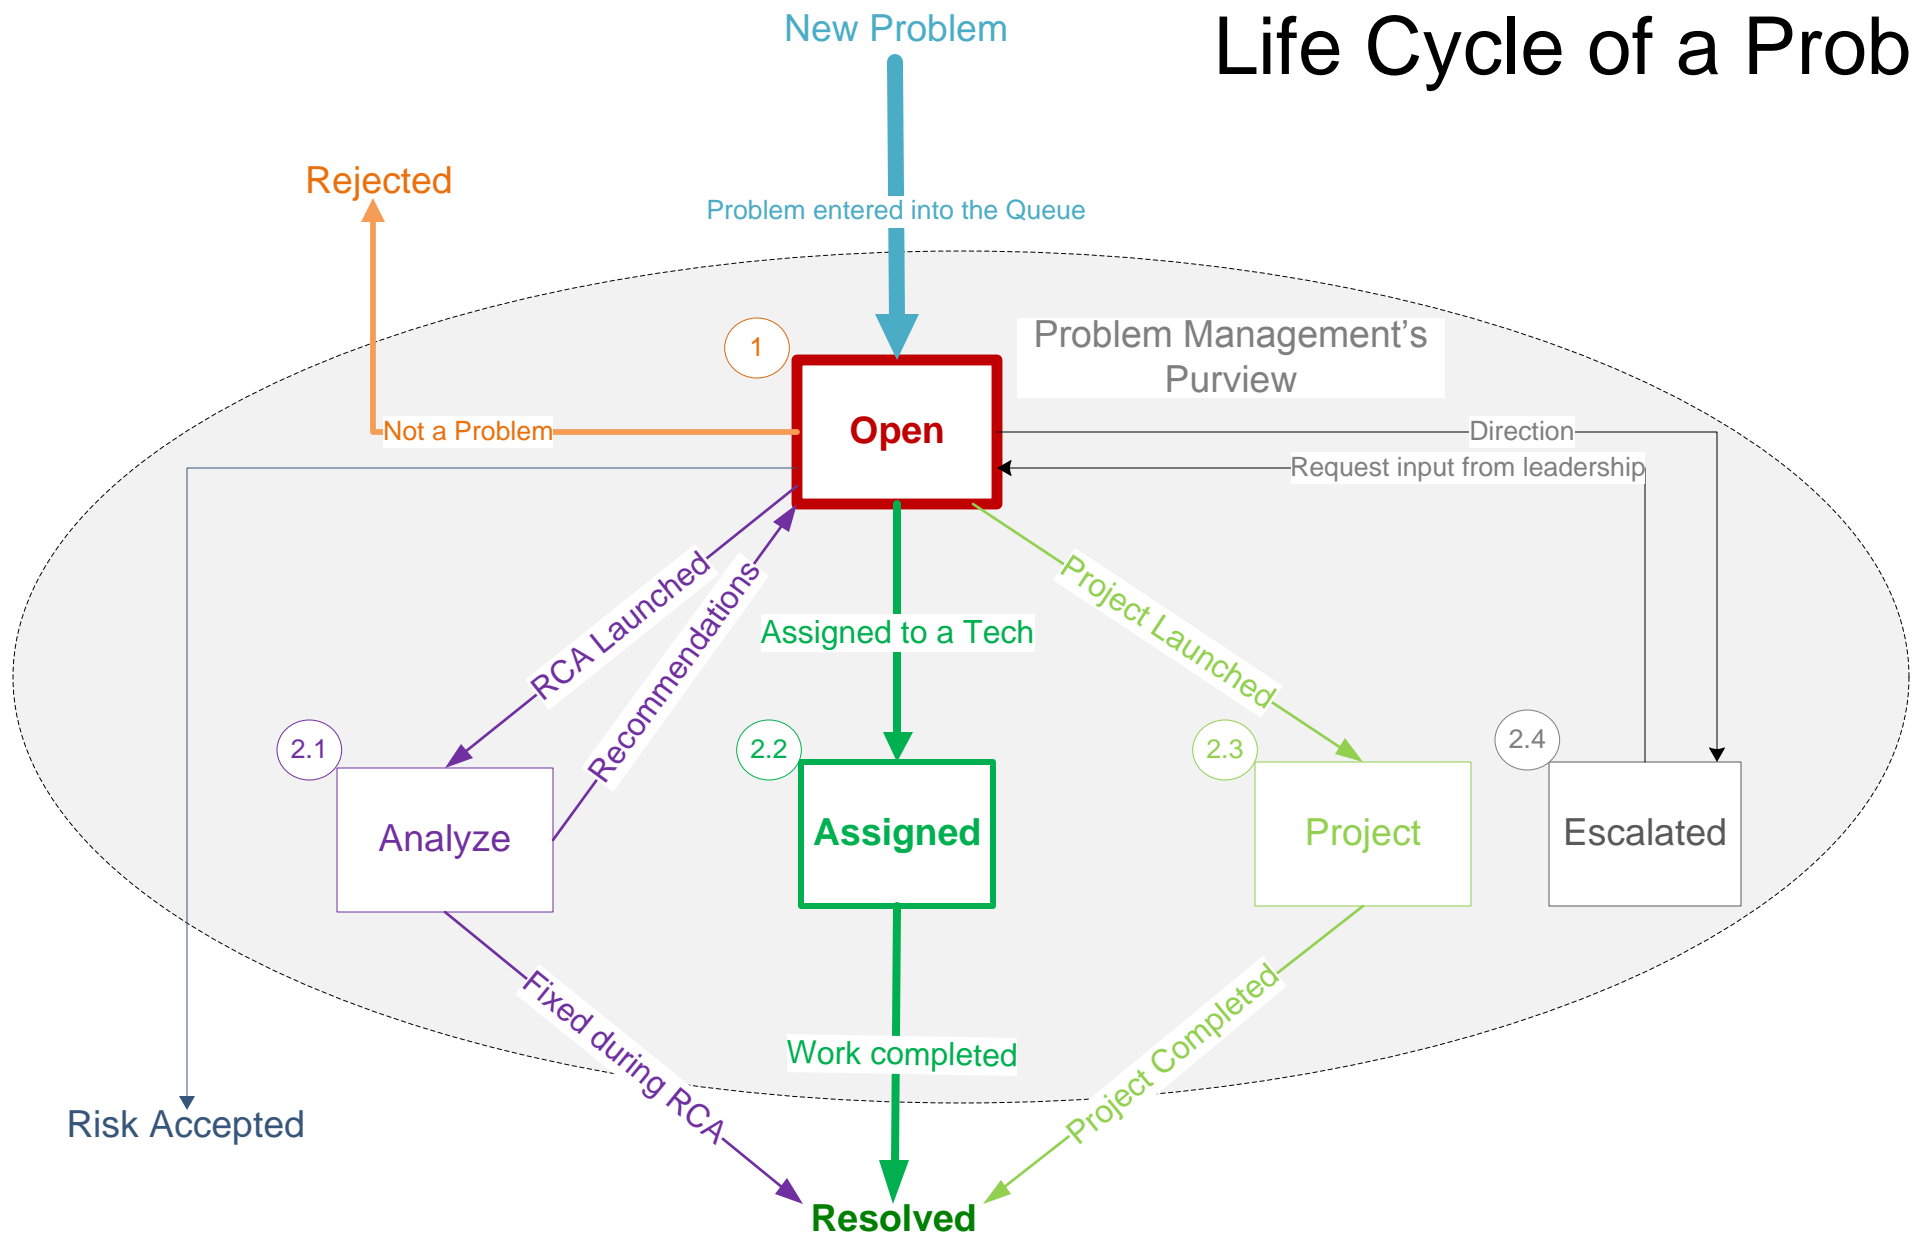 New Problem
Life Cycle of a Prob
Rejected
Problem entered into the Queue
1
Problem Management’s
Purview
Open
Not a Problem
Direction
Request input from leadership
RCA Launched
Recommendations
Assigned to a Tech
Project Launched
2.1
2.2
2.3
2.4
Analyze
Assigned
Project
Escalated
Fixed during RCA
Work completed
Project Completed
Risk Accepted
Resolved